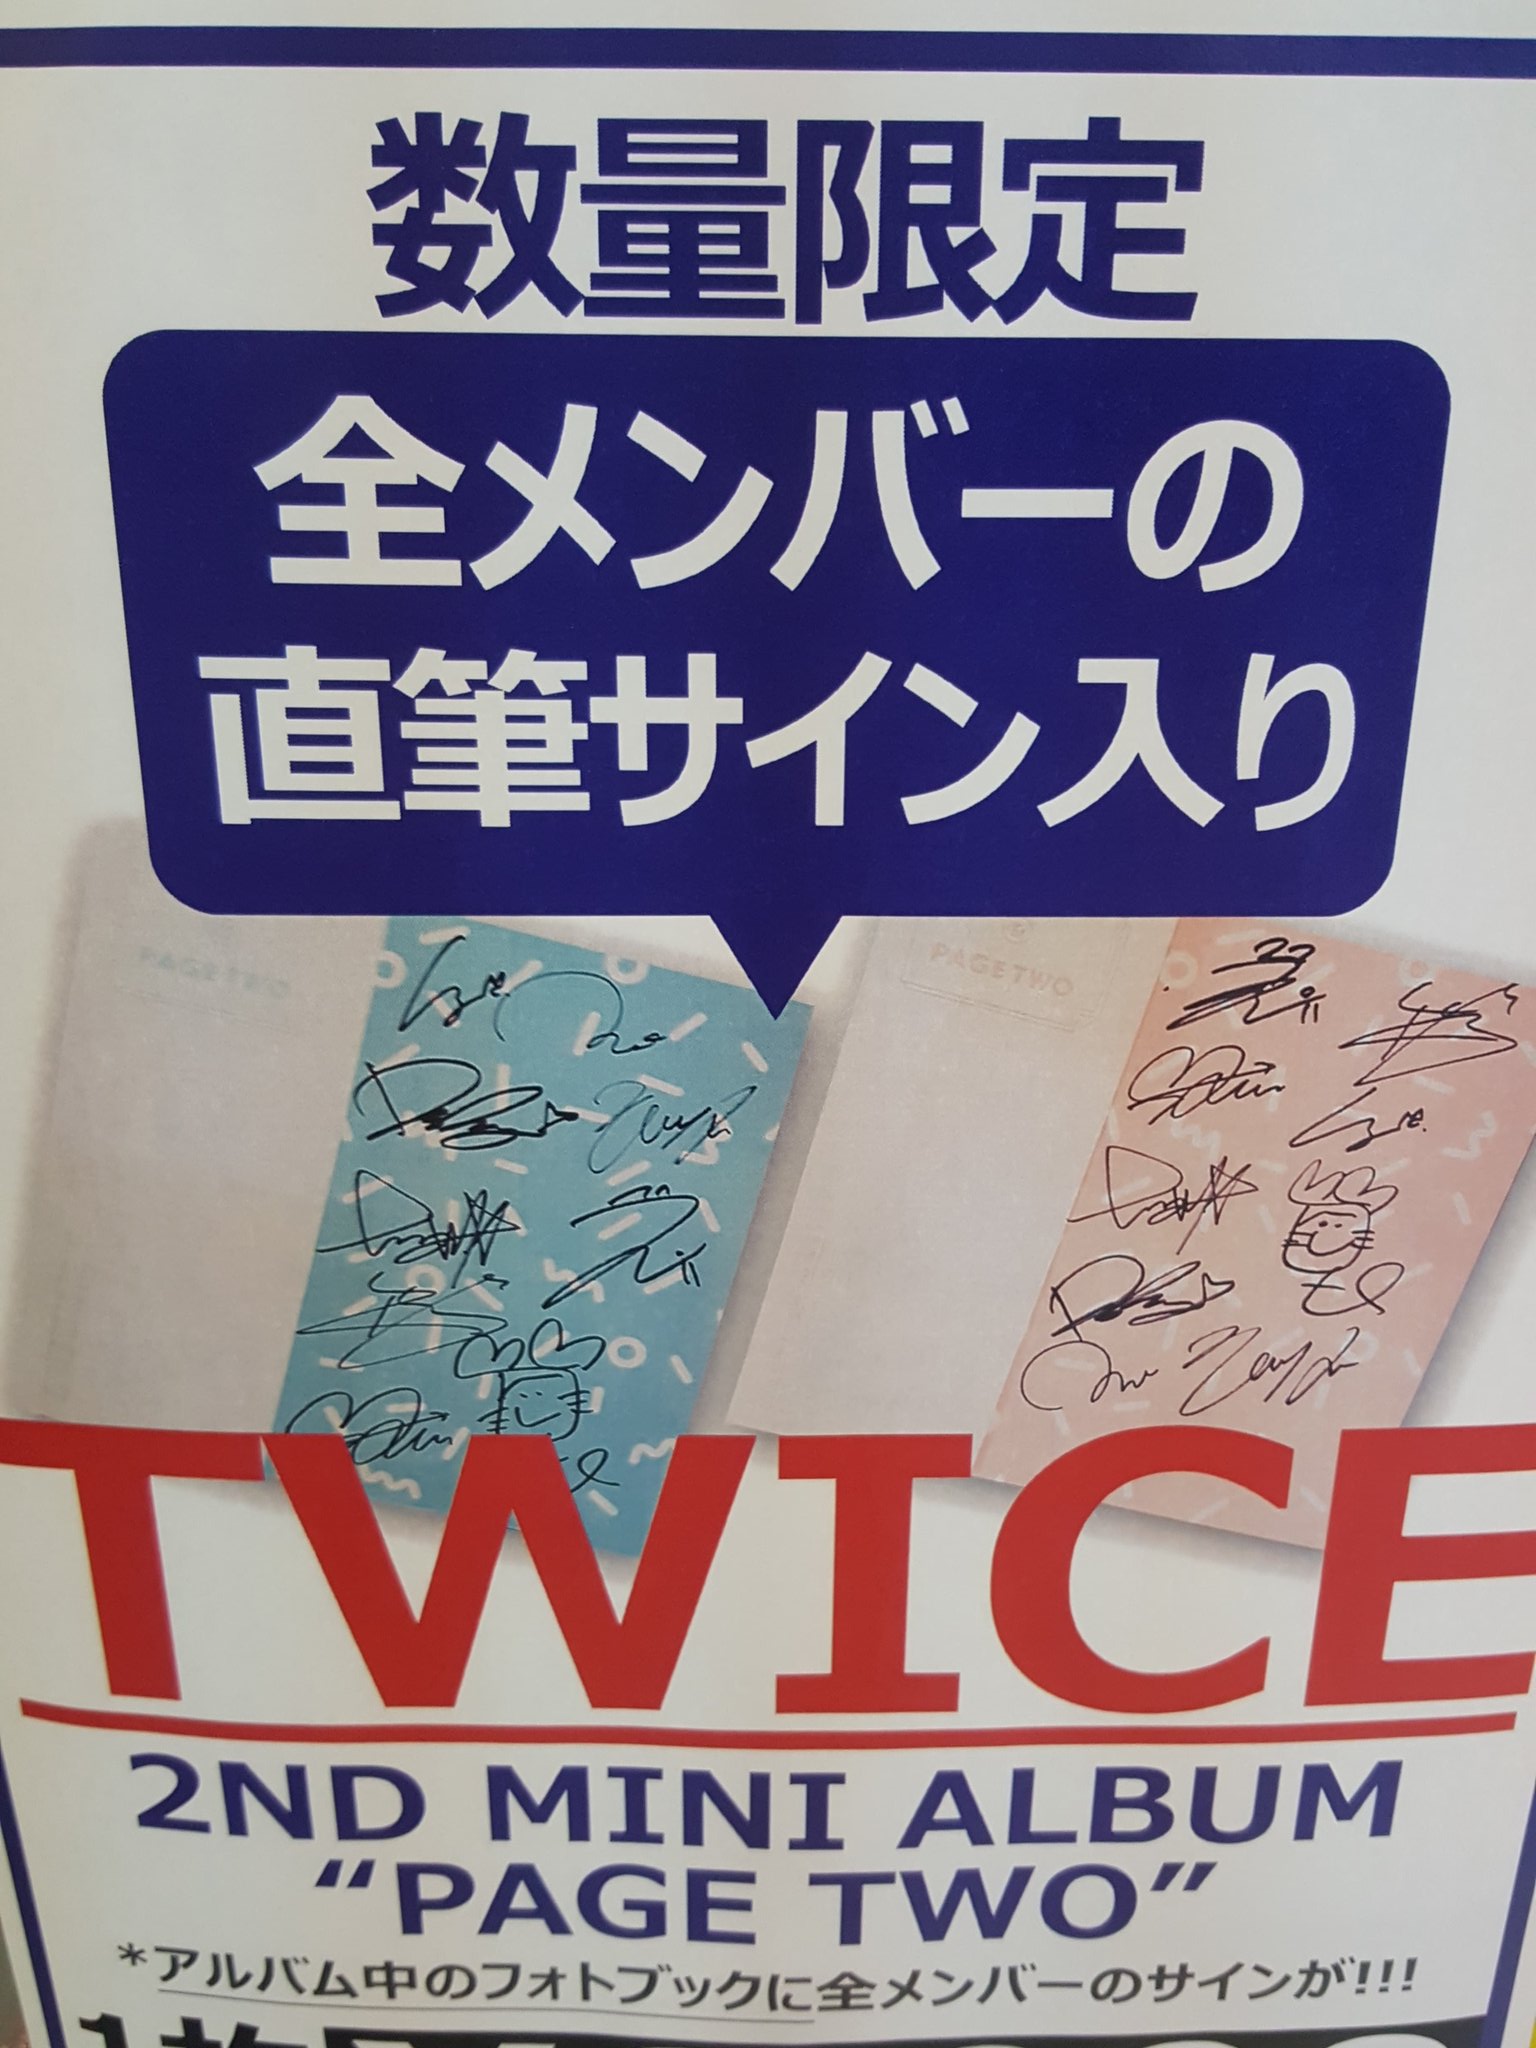 数量限定
全メンバーの
直筆サイン入り
PAGE TWO
PAGE TWO
TWICE
2ND MINI ALBUM
“PAGE TWO”
*アルバム中のフォトブックに全メンバーのサインが!!!